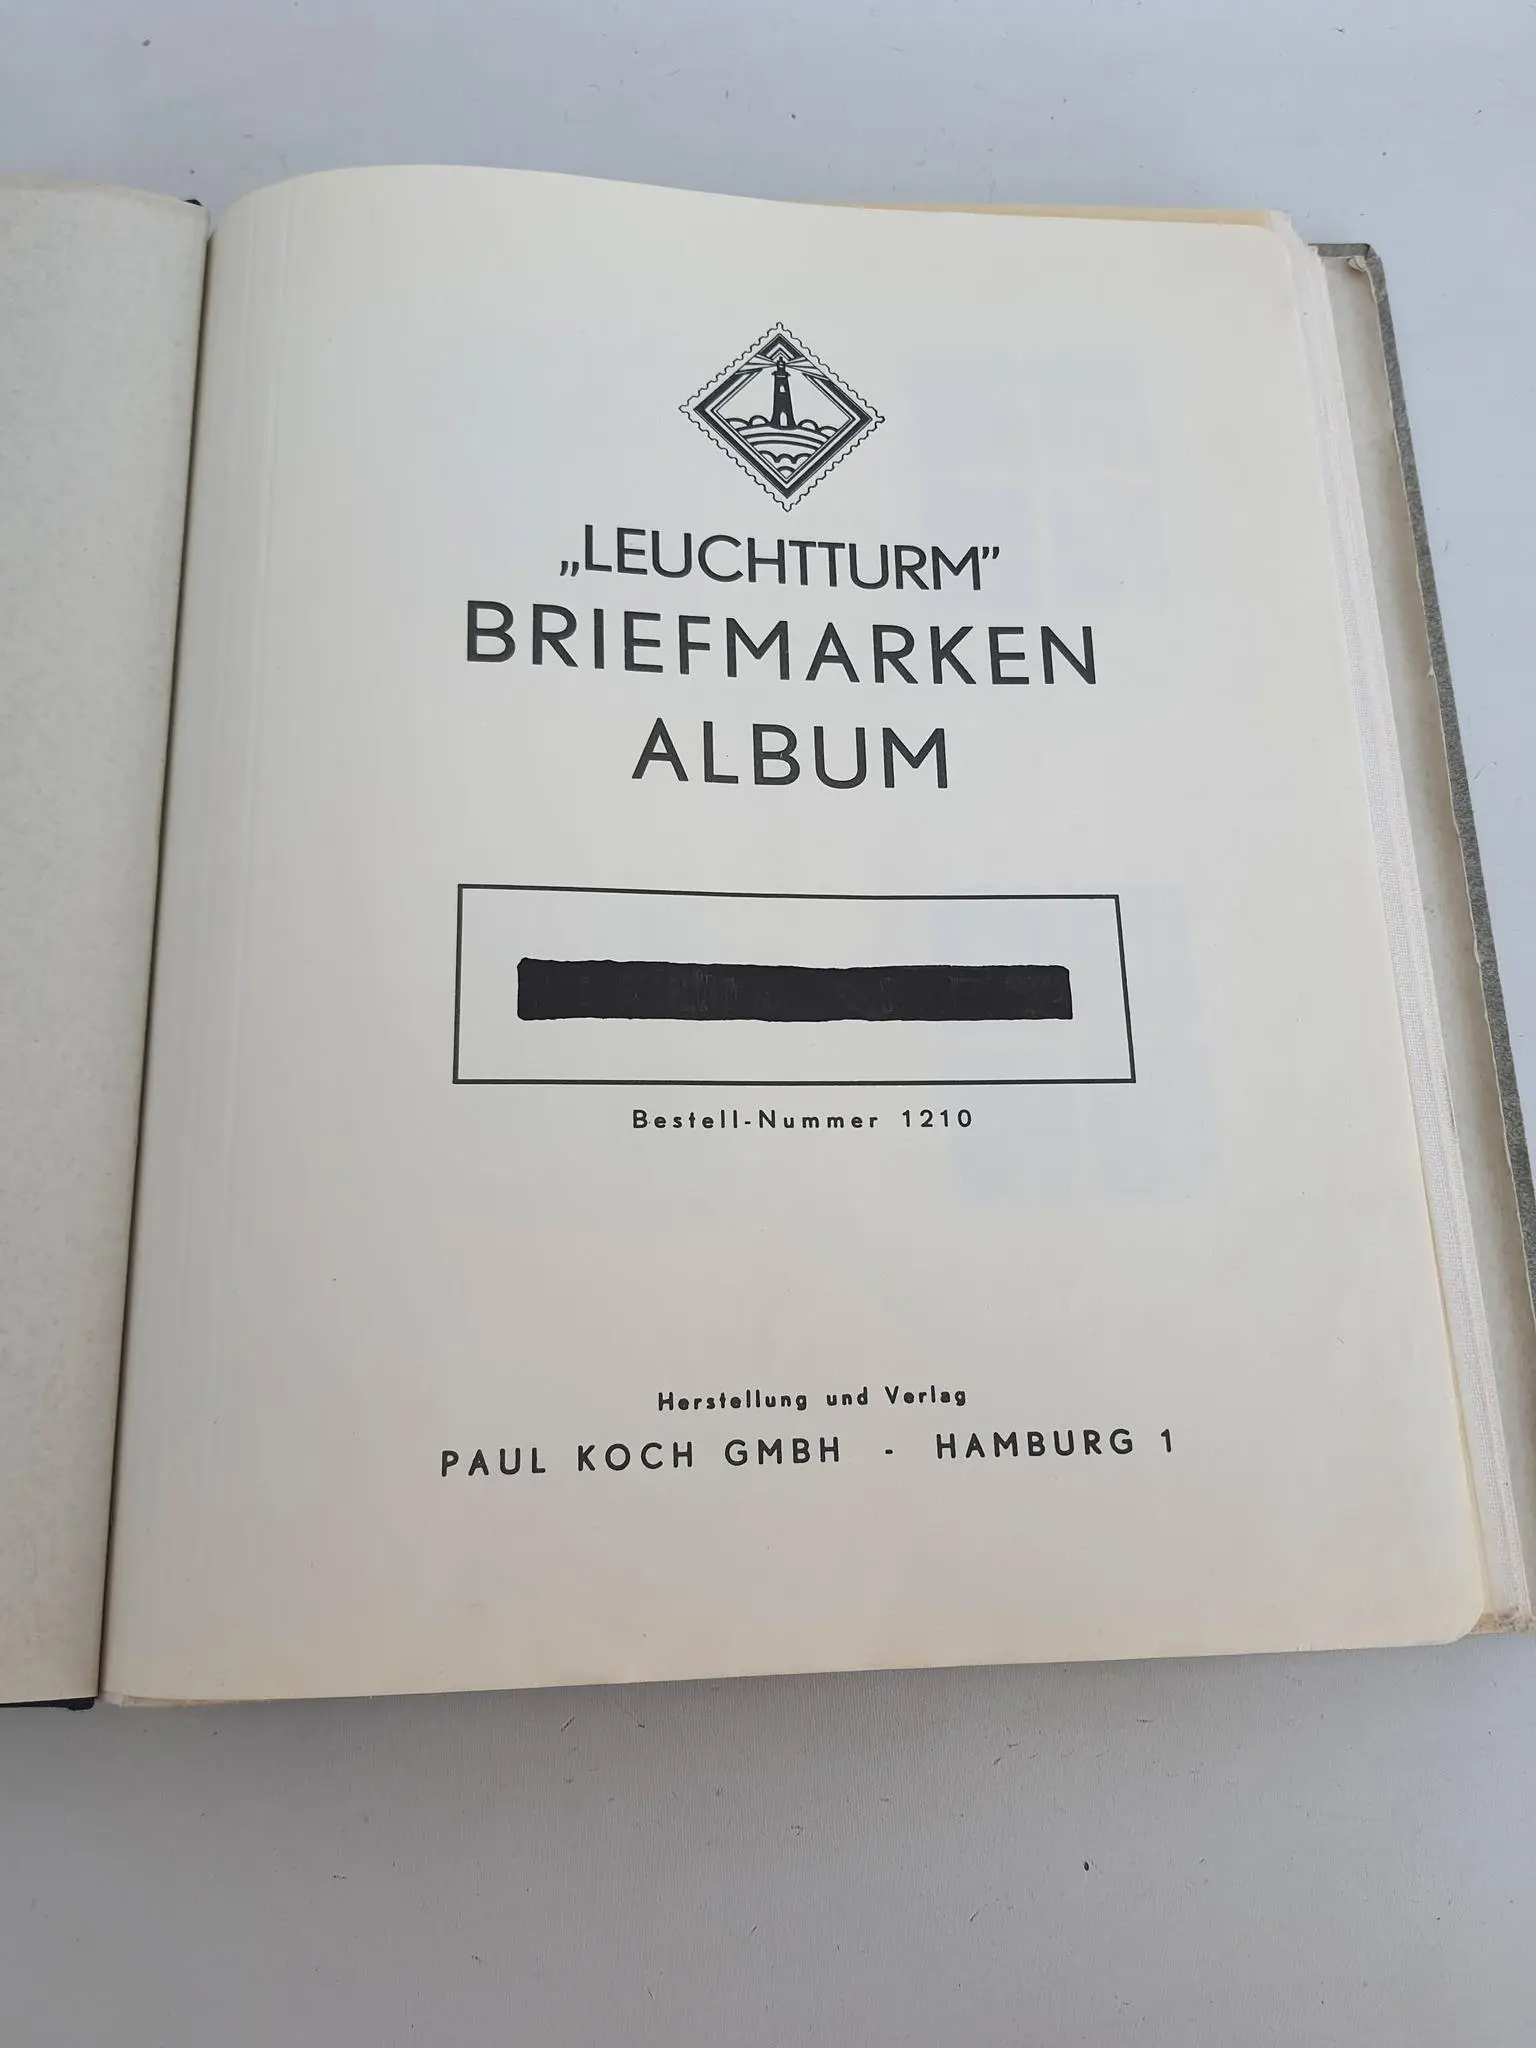 „LEUCHTTURM”
BRIEFMARKEN
ALBUM
Bestell-Nummer 1210
Herstellung und Verlag
PAUL KOCH GMBH - HAMBURG 1